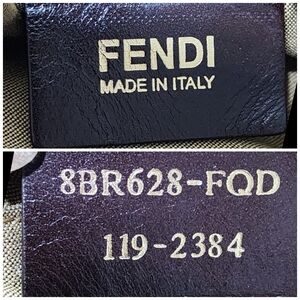 FENDI
MADE IN ITALY
8BR628-FQD
119-2384